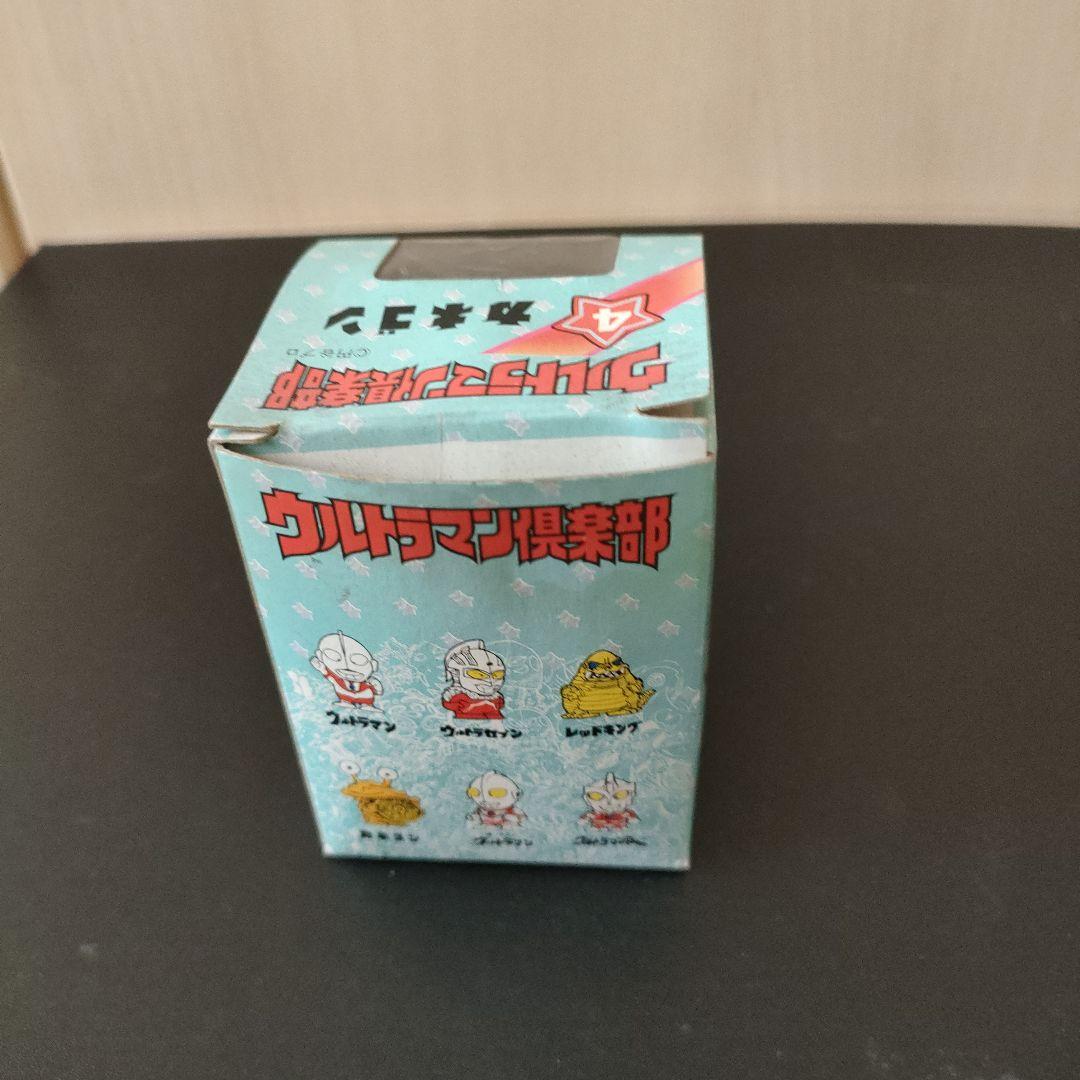 ウルトラマン倶楽部
©円谷プロ
4 カネゴン
ウルトラマン倶楽部
ウルトラマン ウルトラセブン レッドキング
カネゴン